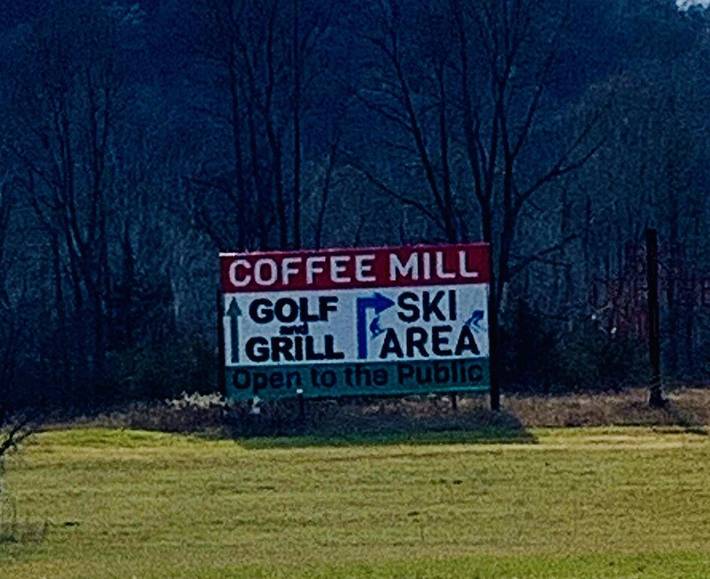 COFFEE MILL
GOLF
and
GRILL
SKI
AREA
Open to the Public